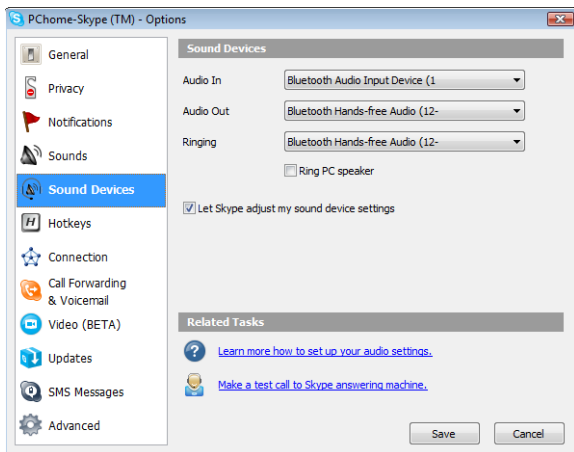 PChome-Skype (TM) - Options
General
Privacy
Notifications
Sounds
Sound Devices
H Hotkeys
Connection
Call Forwarding
& Voicemail
Video (BETA)
Updates
SMS Messages
Advanced
Sound Devices
Audio In
Bluetooth Audio Input Device (1
Audio Out
Bluetooth Hands-free Audio (12-
Ringing
Bluetooth Hands-free Audio (12-
Ring PC speaker
Let Skype adjust my sound device settings
Related Tasks
? Learn more how to set up your audio settings.
Make a test call to Skype answering machine.
Save Cancel